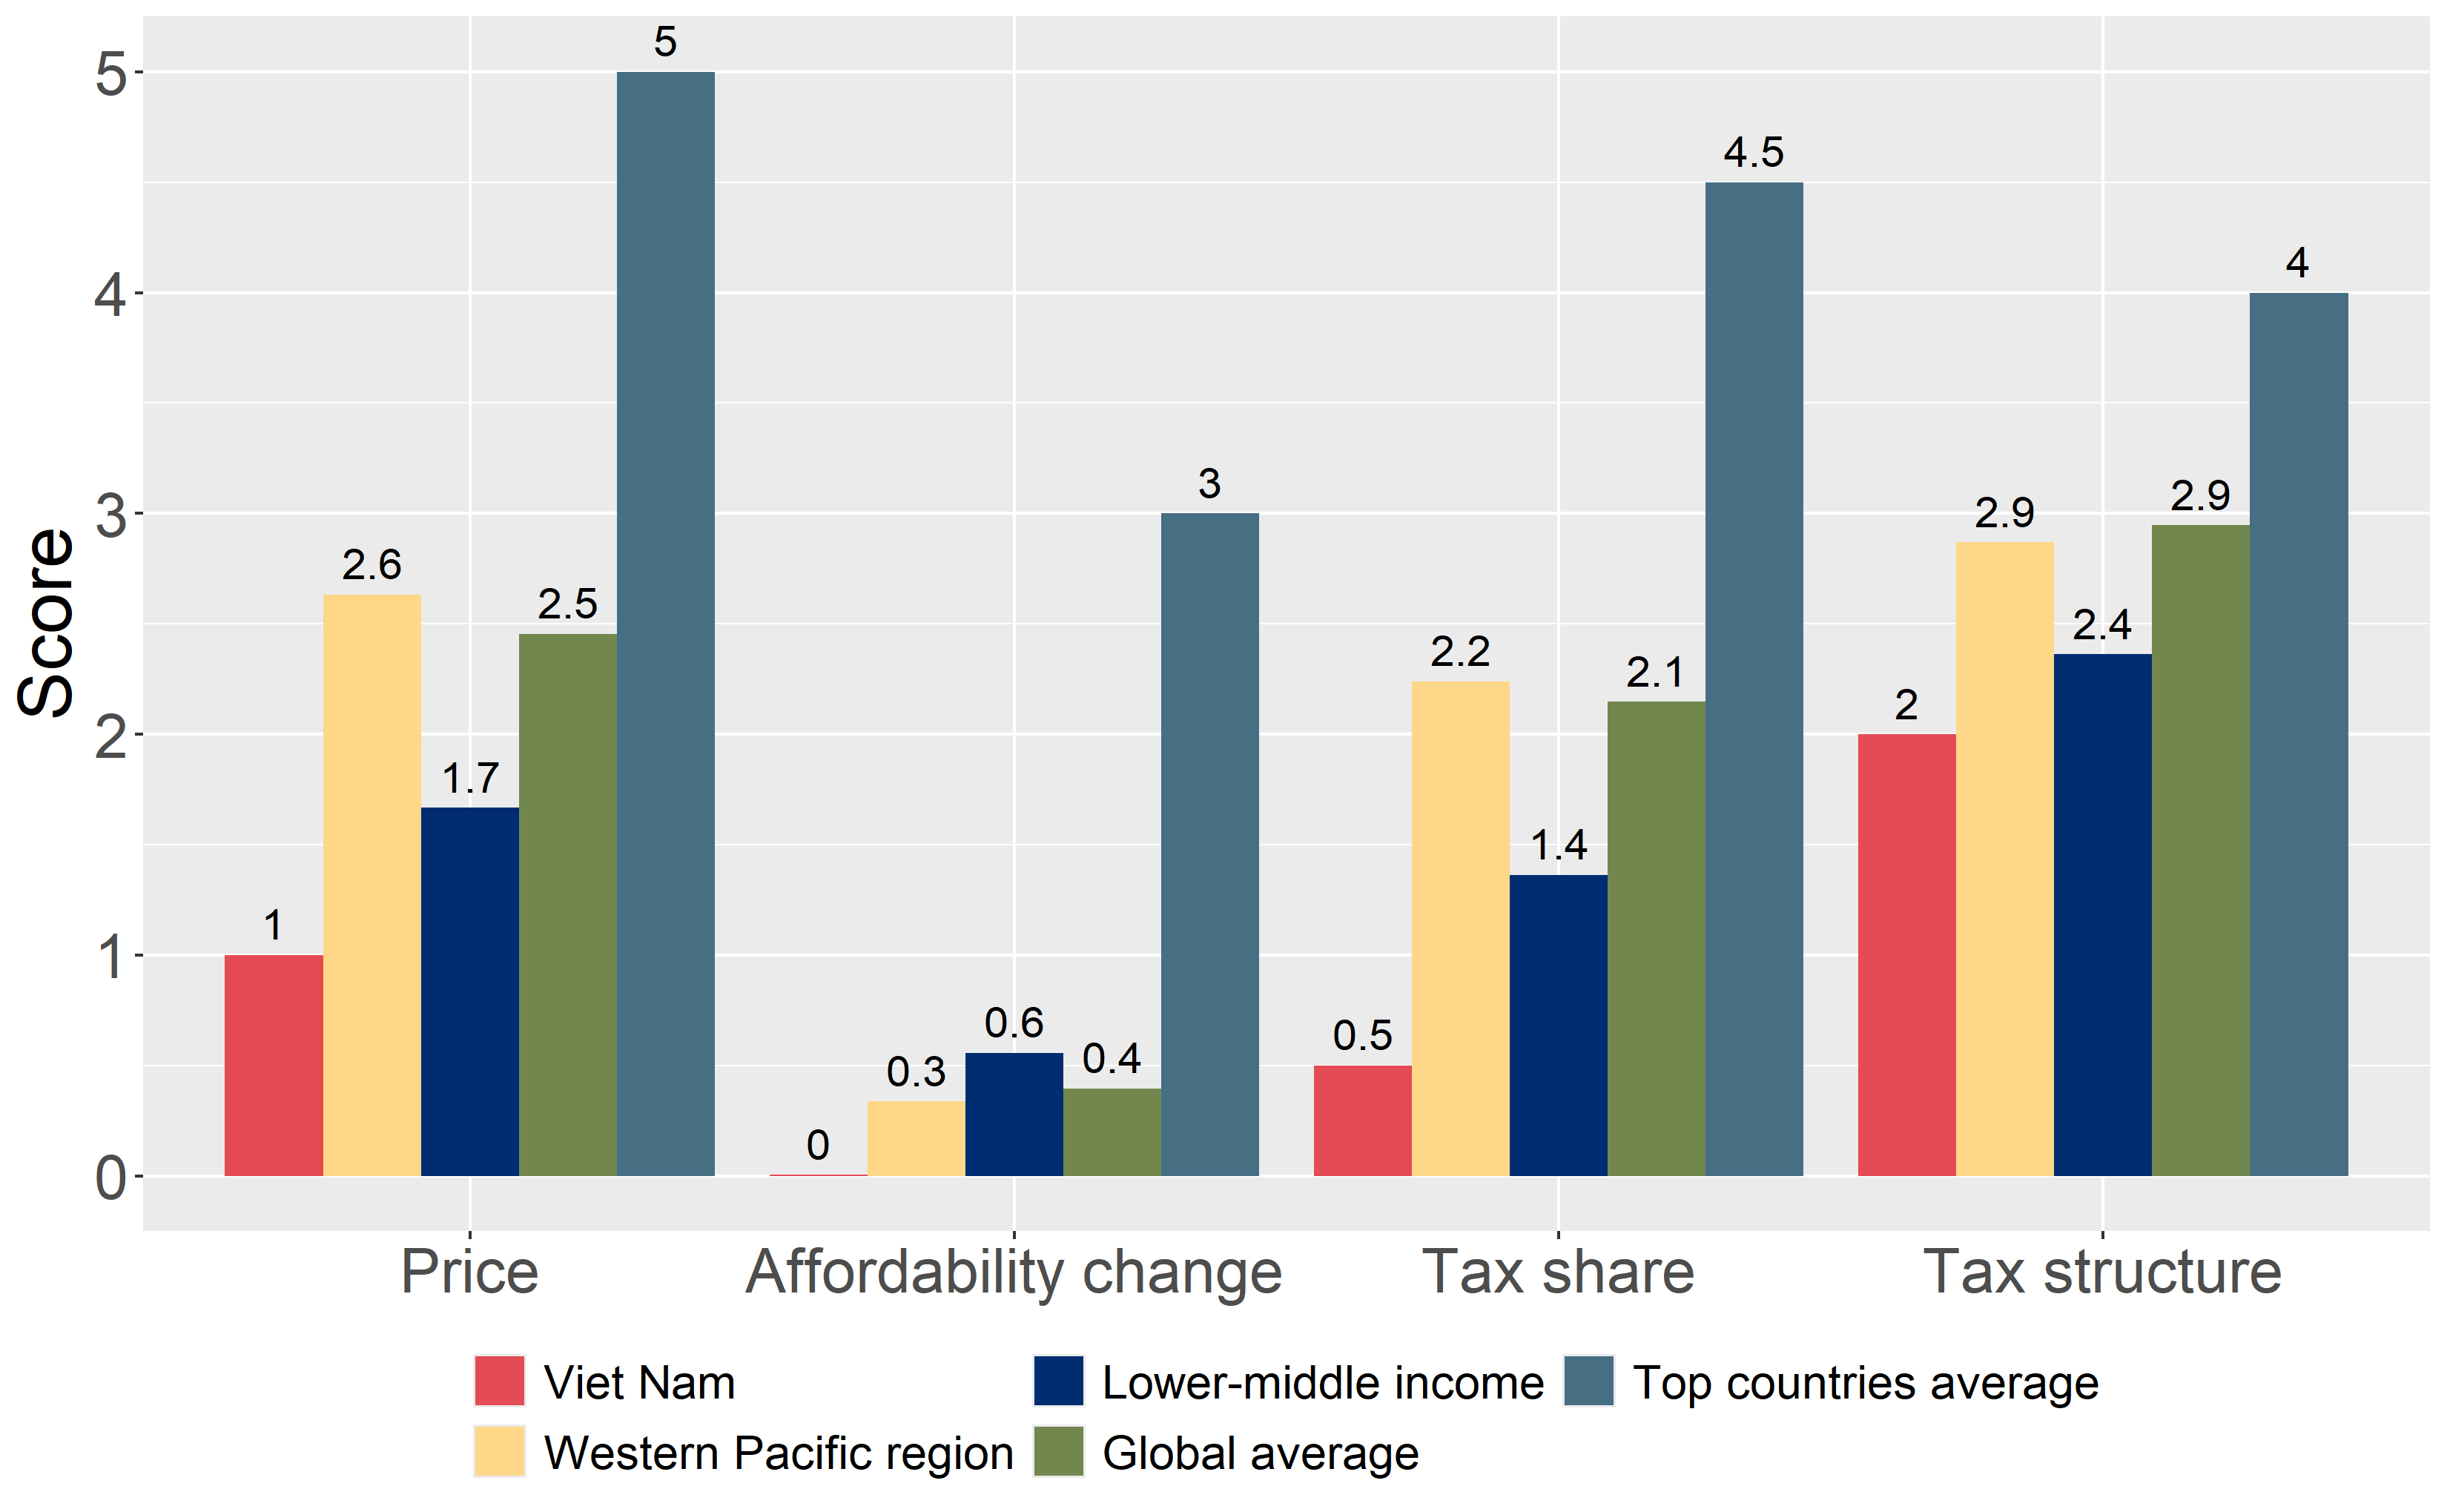 Score
5
4
3
2
1
0
1
2.6
1.7
2.5
5
0
0.3
0.6
0.4
3
0.5
2.2
1.4
2.1
4.5
2
2.9
2.4
2.9
4
Price
Affordability change
Tax share
Tax structure
Viet Nam
Lower-middle income
Top countries average
Western Pacific region
Global average